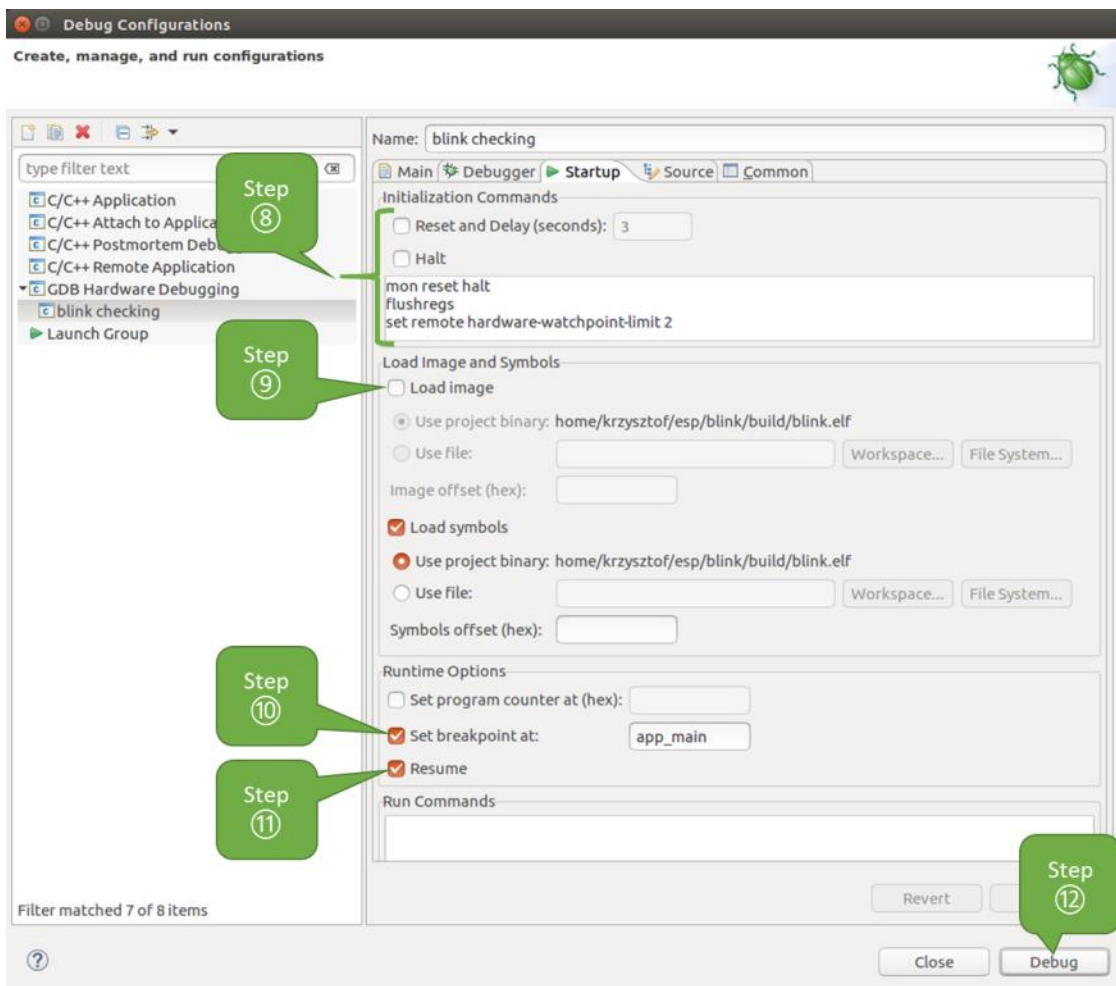 Debug Configurations
Create, manage, and run configurations
type filter text
C/C++ Application
C/C++ Attach to Applica
C/C++ Postmortem Deb
C/C++ Remote Application
GDB Hardware Debugging
blink checking
Launch Group
Filter matched 7 of 8 items
Name: blink checking
Main Debugger Startup Source Common
Initialization Commands
Step
⑧
Reset and Delay (seconds): 3
Halt
mon reset halt
flushregs
set remote hardware-watchpoint-limit 2
Load Image and Symbols
Step
⑨
Load image
Use project binary: home/krzysztof/esp/blink/build/blink.elf
Use file: Workspace... File System...
Image offset (hex):
Load symbols
Use project binary: home/krzysztof/esp/blink/build/blink.elf
Use file: Workspace... File System...
Symbols offset (hex):
Runtime Options
Set program counter at (hex):
Step
⑩
Set breakpoint at: app_main
Step
⑪
Resume
Run Commands
Revert
Step
⑫
Close Debug